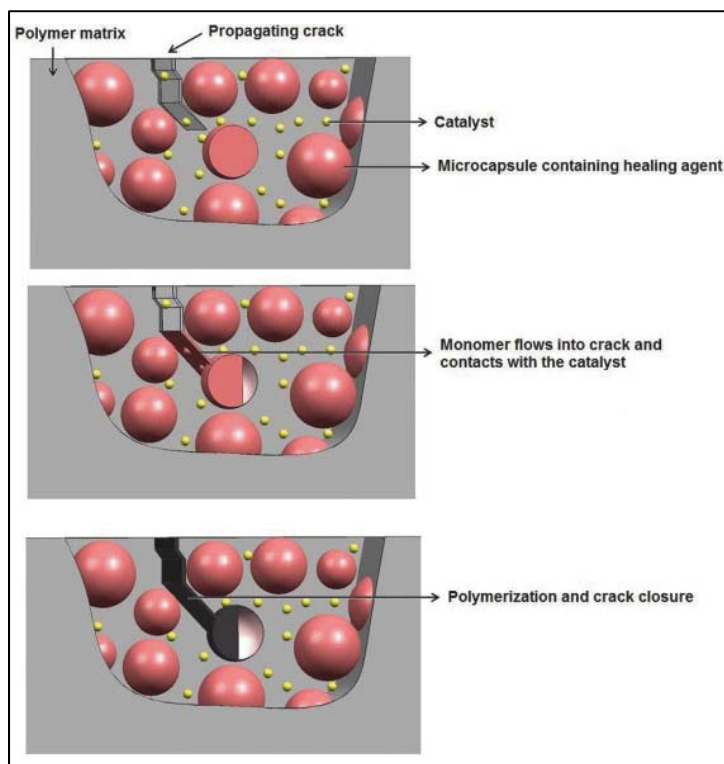 Polymer matrix
Propagating crack
Catalyst
Microcapsule containing healing agent
Monomer flows into crack and
contacts with the catalyst
Polymerization and crack closure